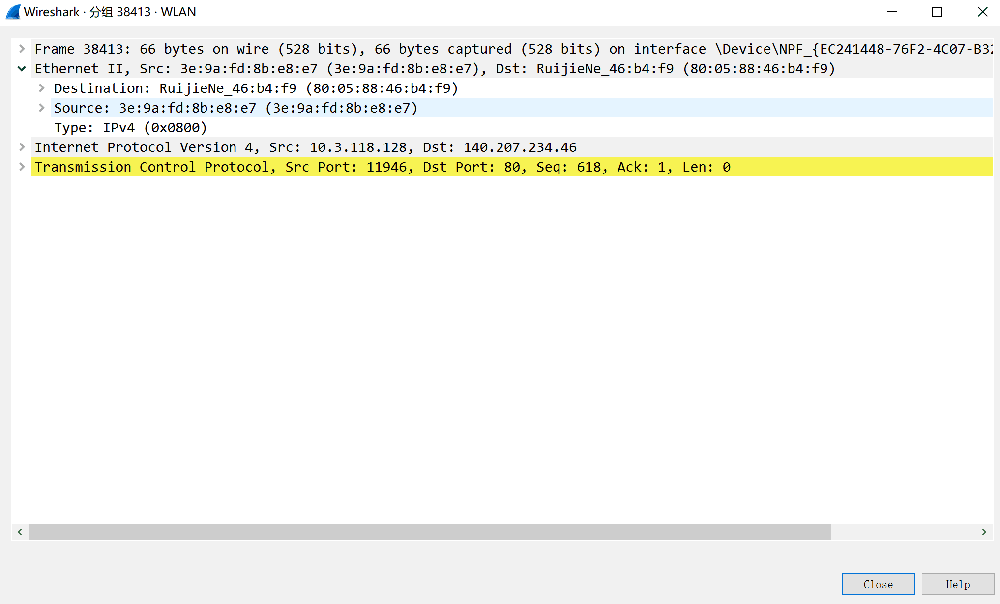 Wireshark · 分组 38413 · WLAN
Frame 38413: 66 bytes on wire (528 bits), 66 bytes captured (528 bits) on interface \Device\NPF_{EC241448-76F2-4C07-B32
Ethernet II, Src: 3e:9a:fd:8b:e8:e7 (3e:9a:fd:8b:e8:e7), Dst: RuijieNe_46:b4:f9 (80:05:88:46:b4:f9)
Destination: RuijieNe_46:b4:f9 (80:05:88:46:b4:f9)
Source: 3e:9a:fd:8b:e8:e7 (3e:9a:fd:8b:e8:e7)
Type: IPv4 (0x0800)
Internet Protocol Version 4, Src: 10.3.118.128, Dst: 140.207.234.46
Transmission Control Protocol, Src Port: 11946, Dst Port: 80, Seq: 618, Ack: 1, Len: 0
Close Help